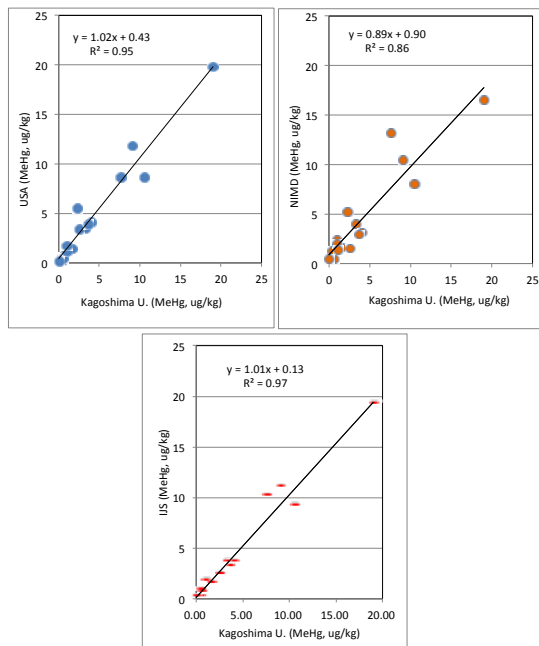 y = 1.02x + 0.43
R² = 0.95
25
20
15
10
5
0
0 5 10 15 20 25
USA (MeHg, ug/kg)
Kagoshima U. (MeHg, ug/kg)
y = 0.89x + 0.90
R² = 0.86
25
20
15
10
5
0
0 5 10 15 20 25
NIMD (MeHg, ug/kg)
Kagoshima U. (MeHg, ug/kg)
y = 1.01x + 0.13
R² = 0.97
25
20
15
10
5
0
0.00 5.00 10.00 15.00 20.00
IJS (MeHg, ug/kg)
Kagoshima U. (MeHg, ug/kg)